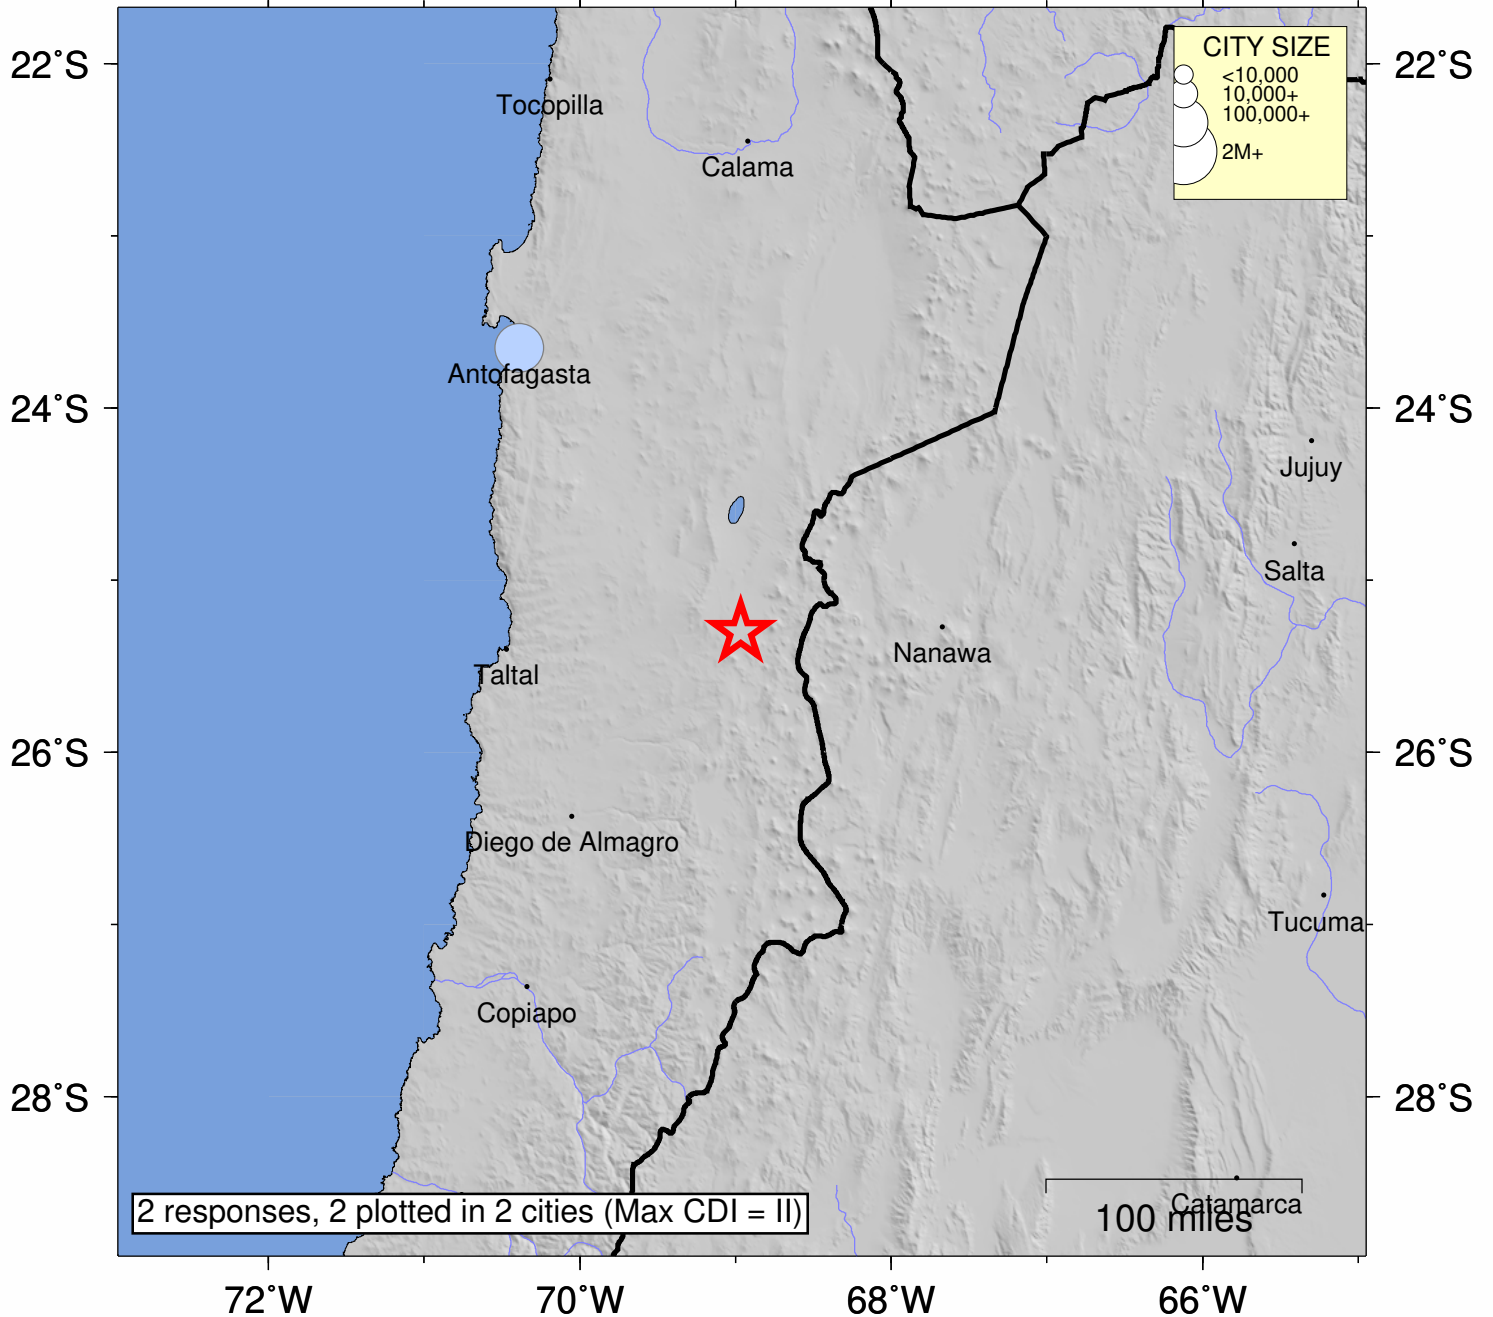 22°S
22°S
CITY SIZE
<10,000
10,000+
100,000+
2M+
Tocopilla
Calama
Antofagasta
24°S
24°S
Jujuy
Salta
Nanawa
Taltal
26°S
26°S
Diego de Almagro
Tucuma
Copiapo
28°S
28°S
2 responses, 2 plotted in 2 cities (Max CDI = II)
Catamarca
100 miles
72°W
70°W
68°W
66°W